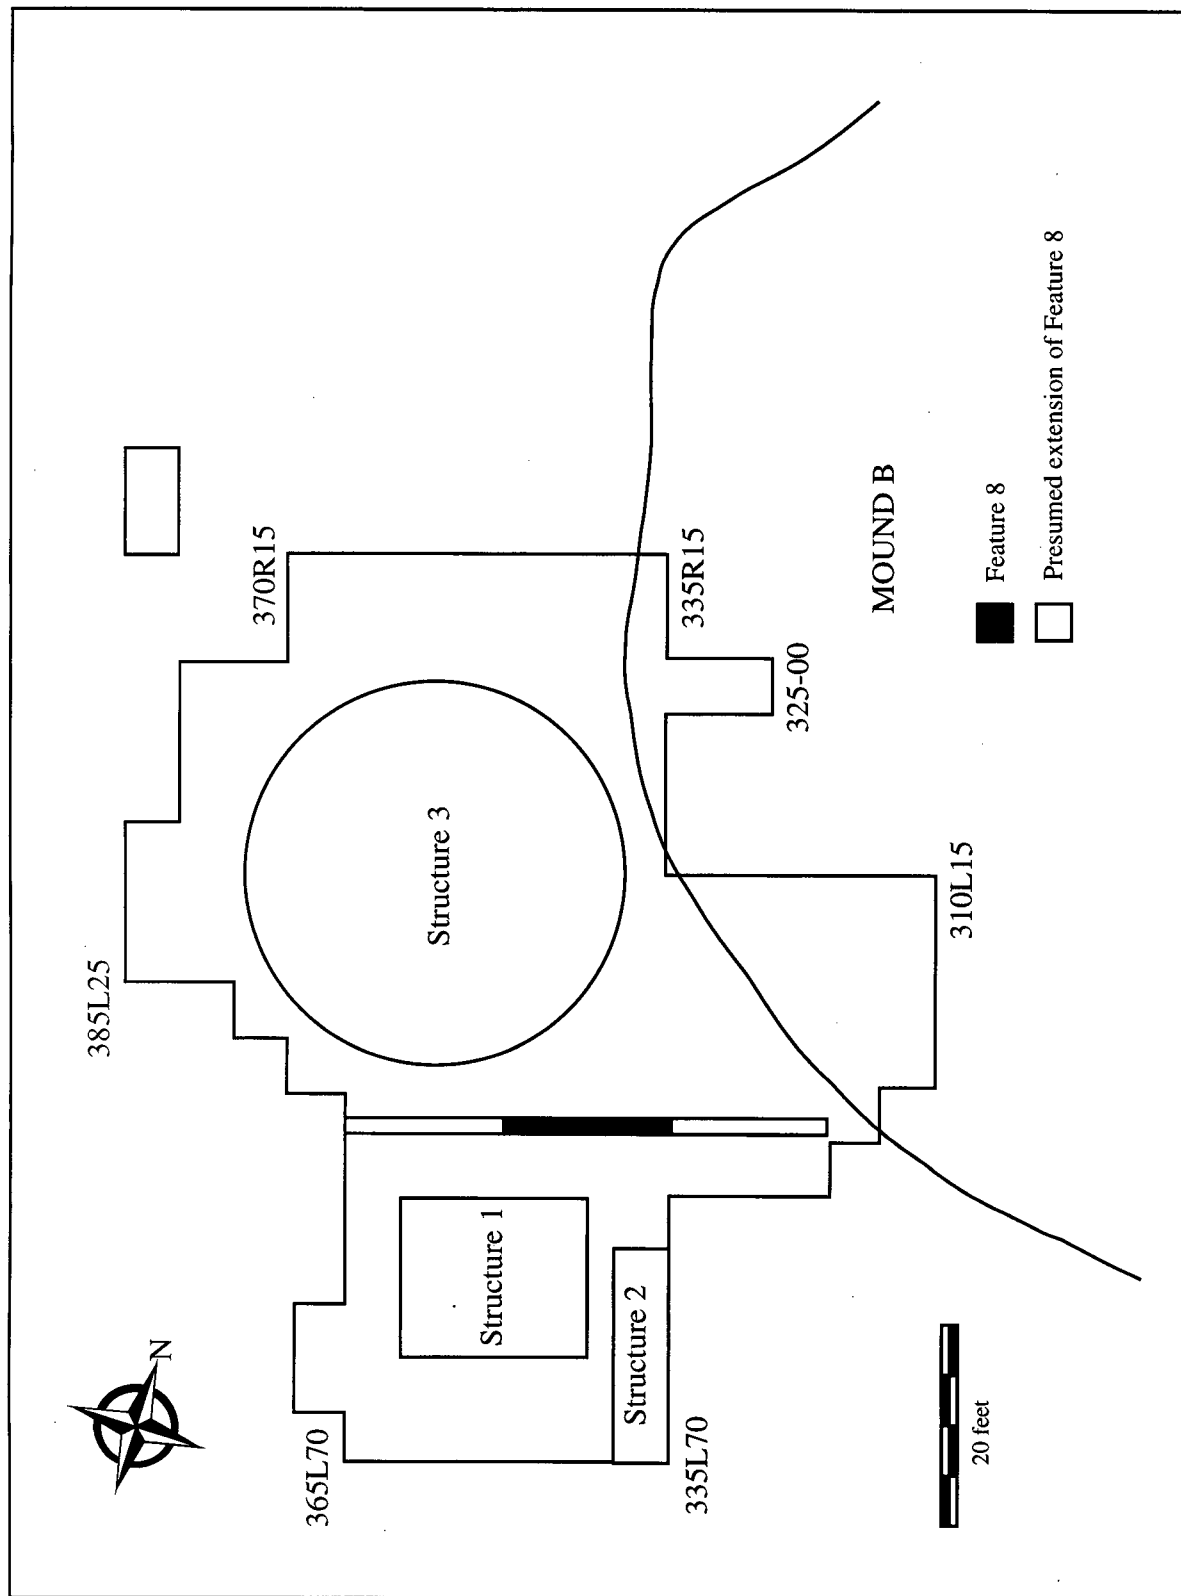 385L25
370R15
N
365L70
Structure 1
Structure 3
Structure 2
335L70
335R15
325-00
310L15
MOUND B
Feature 8
Presumed extension of Feature 8
20 feet